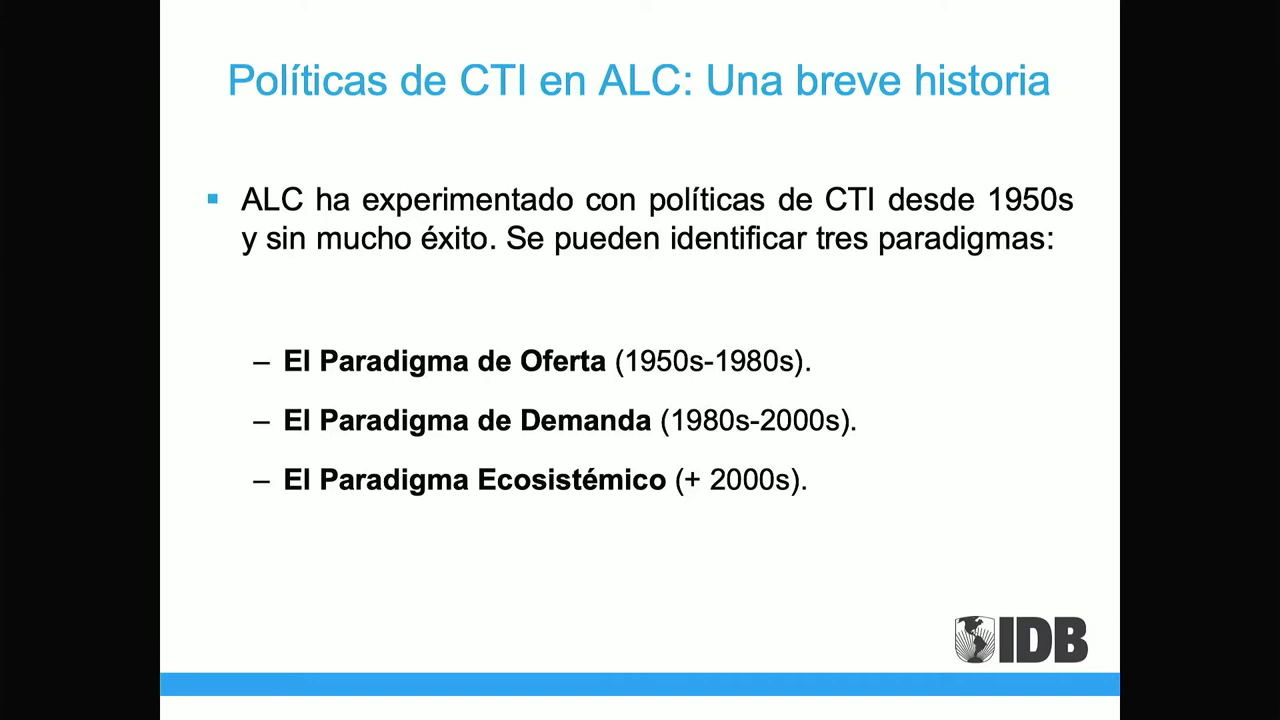 Políticas de CTI en ALC: Una breve historia
▪ ALC ha experimentado con políticas de CTI desde 1950s
y sin mucho éxito. Se pueden identificar tres paradigmas:
– El Paradigma de Oferta (1950s-1980s).
– El Paradigma de Demanda (1980s-2000s).
– El Paradigma Ecosistémico (+ 2000s).
IDB